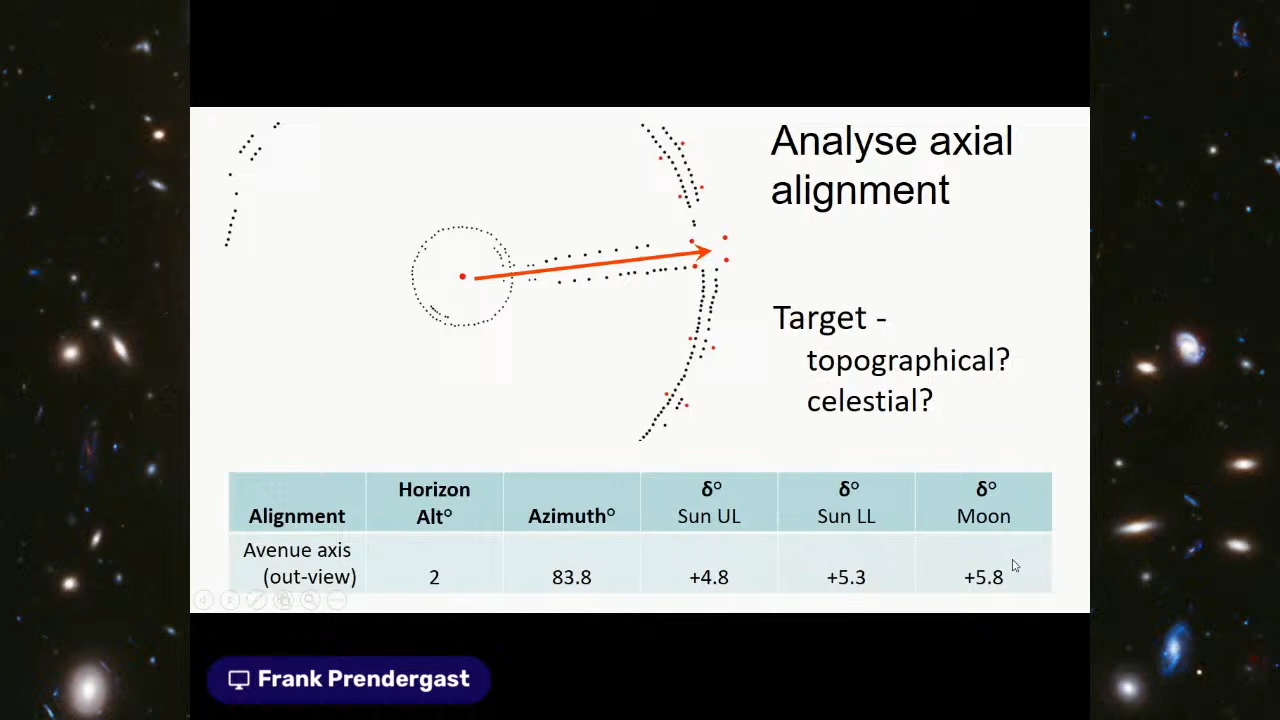 Analyse axial
alignment
Target -
topographical?
celestial?
Alignment
Horizon
Alt°
Azimuth°
δ°
Sun UL
δ°
Sun LL
δ°
Moon
Avenue axis
(out-view)
2
83.8
+4.8
+5.3
+5.8
Frank Prendergast